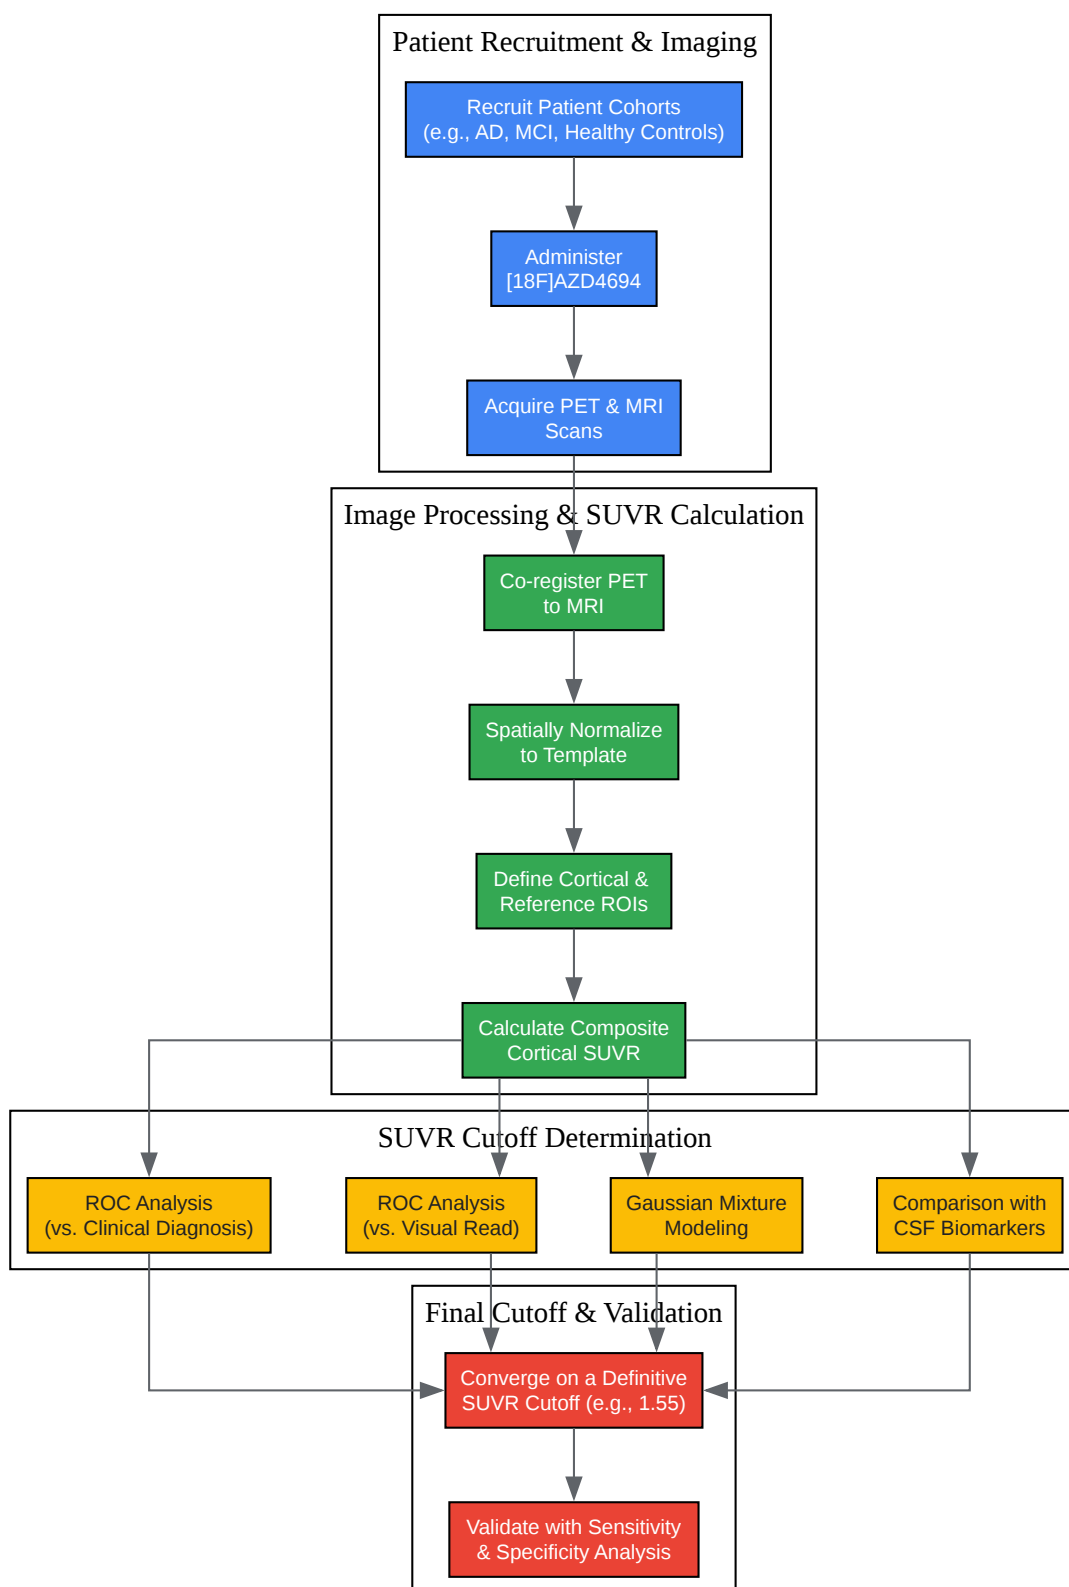 Patient Recruitment & Imaging
Recruit Patient Cohorts
(e.g., AD, MCI, Healthy Controls)
Administer
[18F]AZD4694
Acquire PET & MRI
Scans
Image Processing & SUVR Calculation
Co-register PET
to MRI
Spatially Normalize
to Template
Define Cortical &
Reference ROIs
Calculate Composite
Cortical SUVR
SUVR Cutoff Determination
ROC Analysis
(vs. Clinical Diagnosis)
ROC Analysis
(vs. Visual Read)
Gaussian Mixture
Modeling
Comparison with
CSF Biomarkers
Final Cutoff & Validation
Converge on a Definitive
SUVR Cutoff (e.g., 1.55)
Validate with Sensitivity
& Specificity Analysis